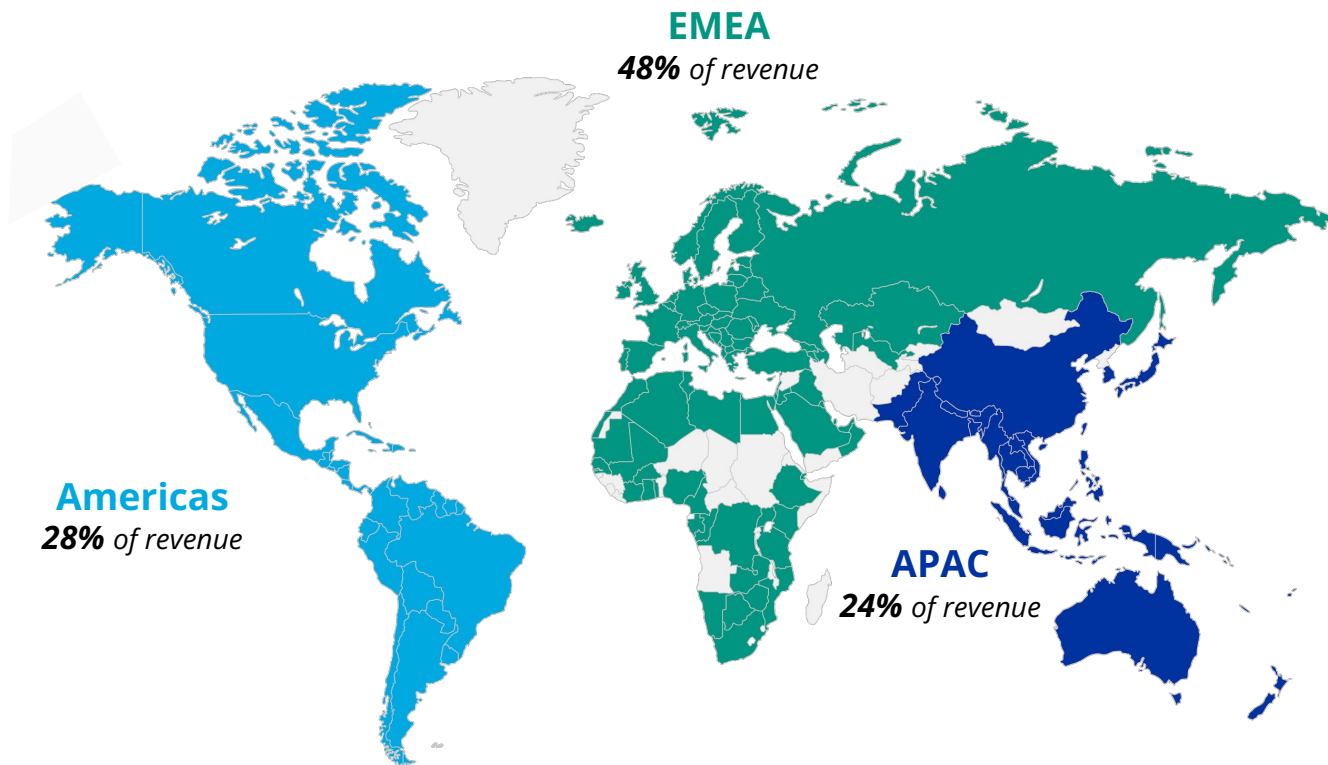 EMEA
48% of revenue
Americas
28% of revenue
APAC
24% of revenue